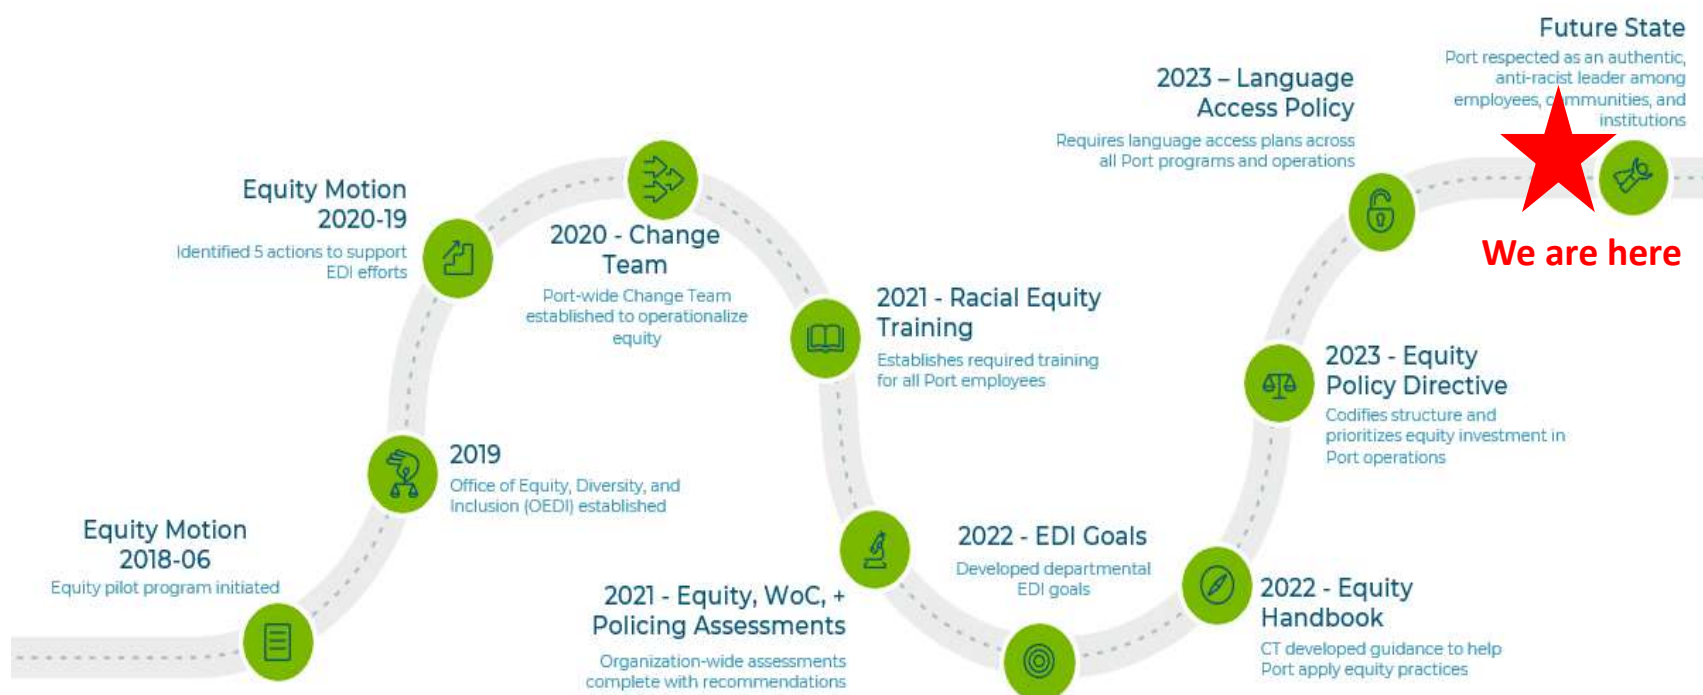 Equity Motion
2018-06
Equity pilot program initiated
2019
Office of Equity, Diversity, and
Inclusion (OEDI) established
Equity Motion
2020-19
Identified 5 actions to support
EDI efforts
2020 - Change
Team
Port-wide Change Team
established to operationalize
equity
2021 - Racial Equity
Training
Establishes required training
for all Port employees
2021 - Equity, WoC, +
Policing Assessments
Organization-wide assessments
complete with recommendations
2022 - EDI Goals
Developed departmental
EDI goals
2022 - Equity
Handbook
CT developed guidance to help
Port apply equity practices
2023 - Equity
Policy Directive
Codifies structure and
prioritizes equity investment in
Port operations
2023 – Language
Access Policy
Requires language access plans across
all Port programs and operations
Future State
Port respected as an authentic,
anti-racist leader among
employees, communities, and
institutions
We are here